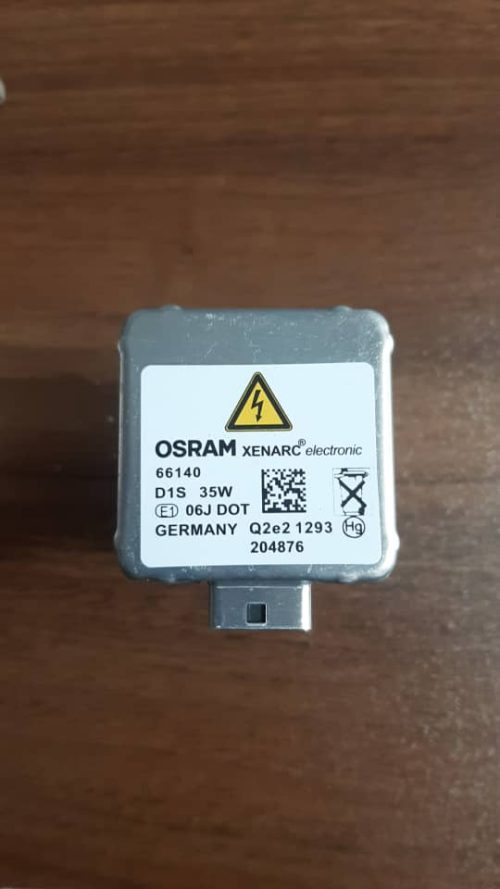 OSRAM XENARC® electronic
66140
D1S 35W
E1 06J DOT
GERMANY Q2e2 1293 Hg
204876